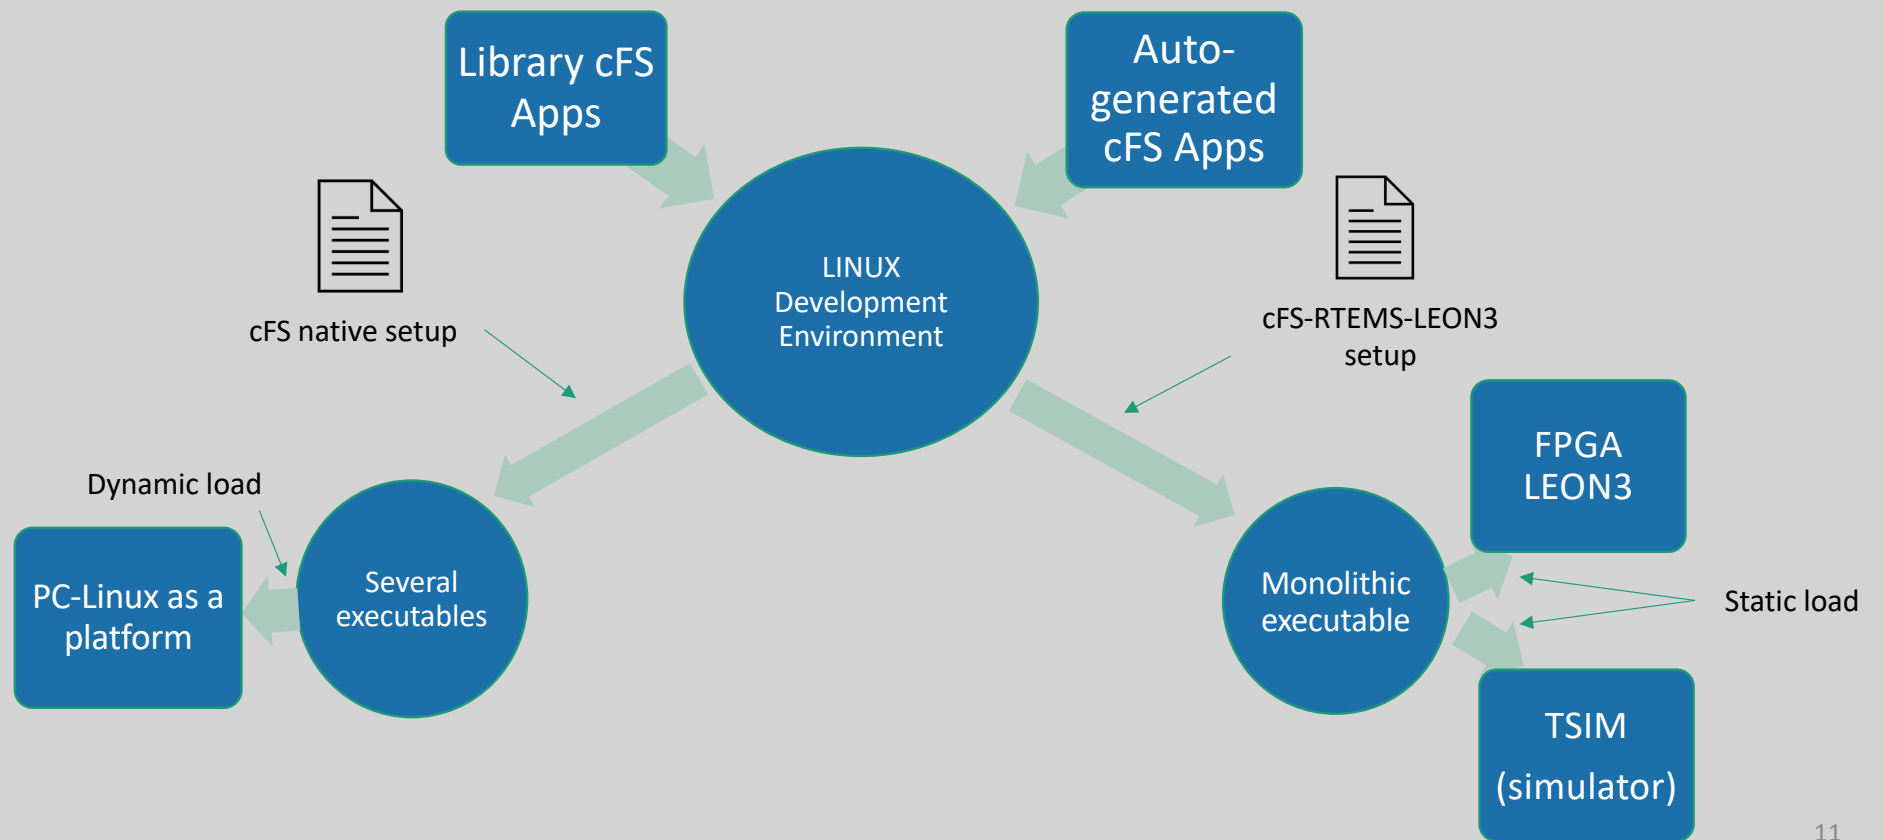 Library cFS
Apps
Auto-
generated
cFS Apps
LINUX
Development
Environment
cFS native setup
cFS-RTEMS-LEON3
setup
Dynamic load
PC-Linux as a
platform
Several
executables
Monolithic
executable
FPGA
LEON3
Static load
TSIM
(simulator)
11